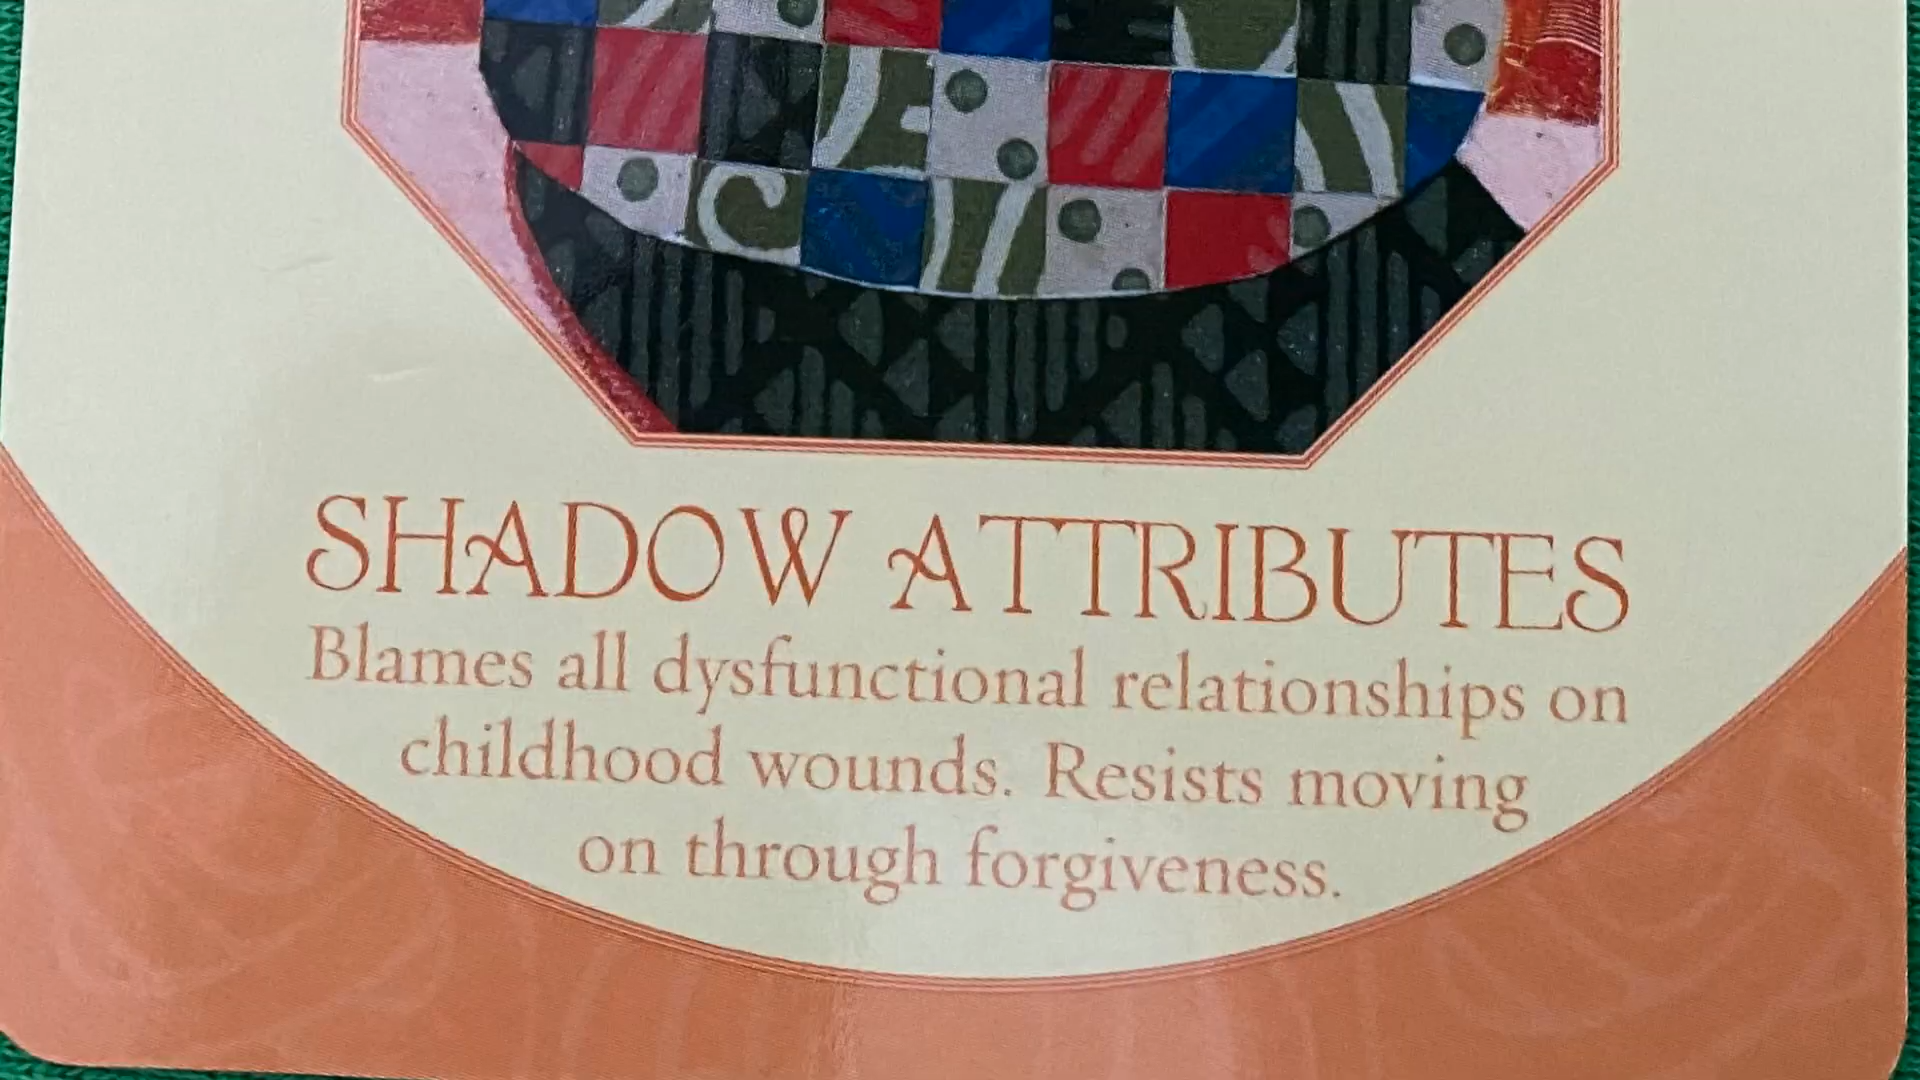 SHADOW ATTRIBUTES
Blames all dysfunctional relationships on
childhood wounds. Resists moving
on through forgiveness.